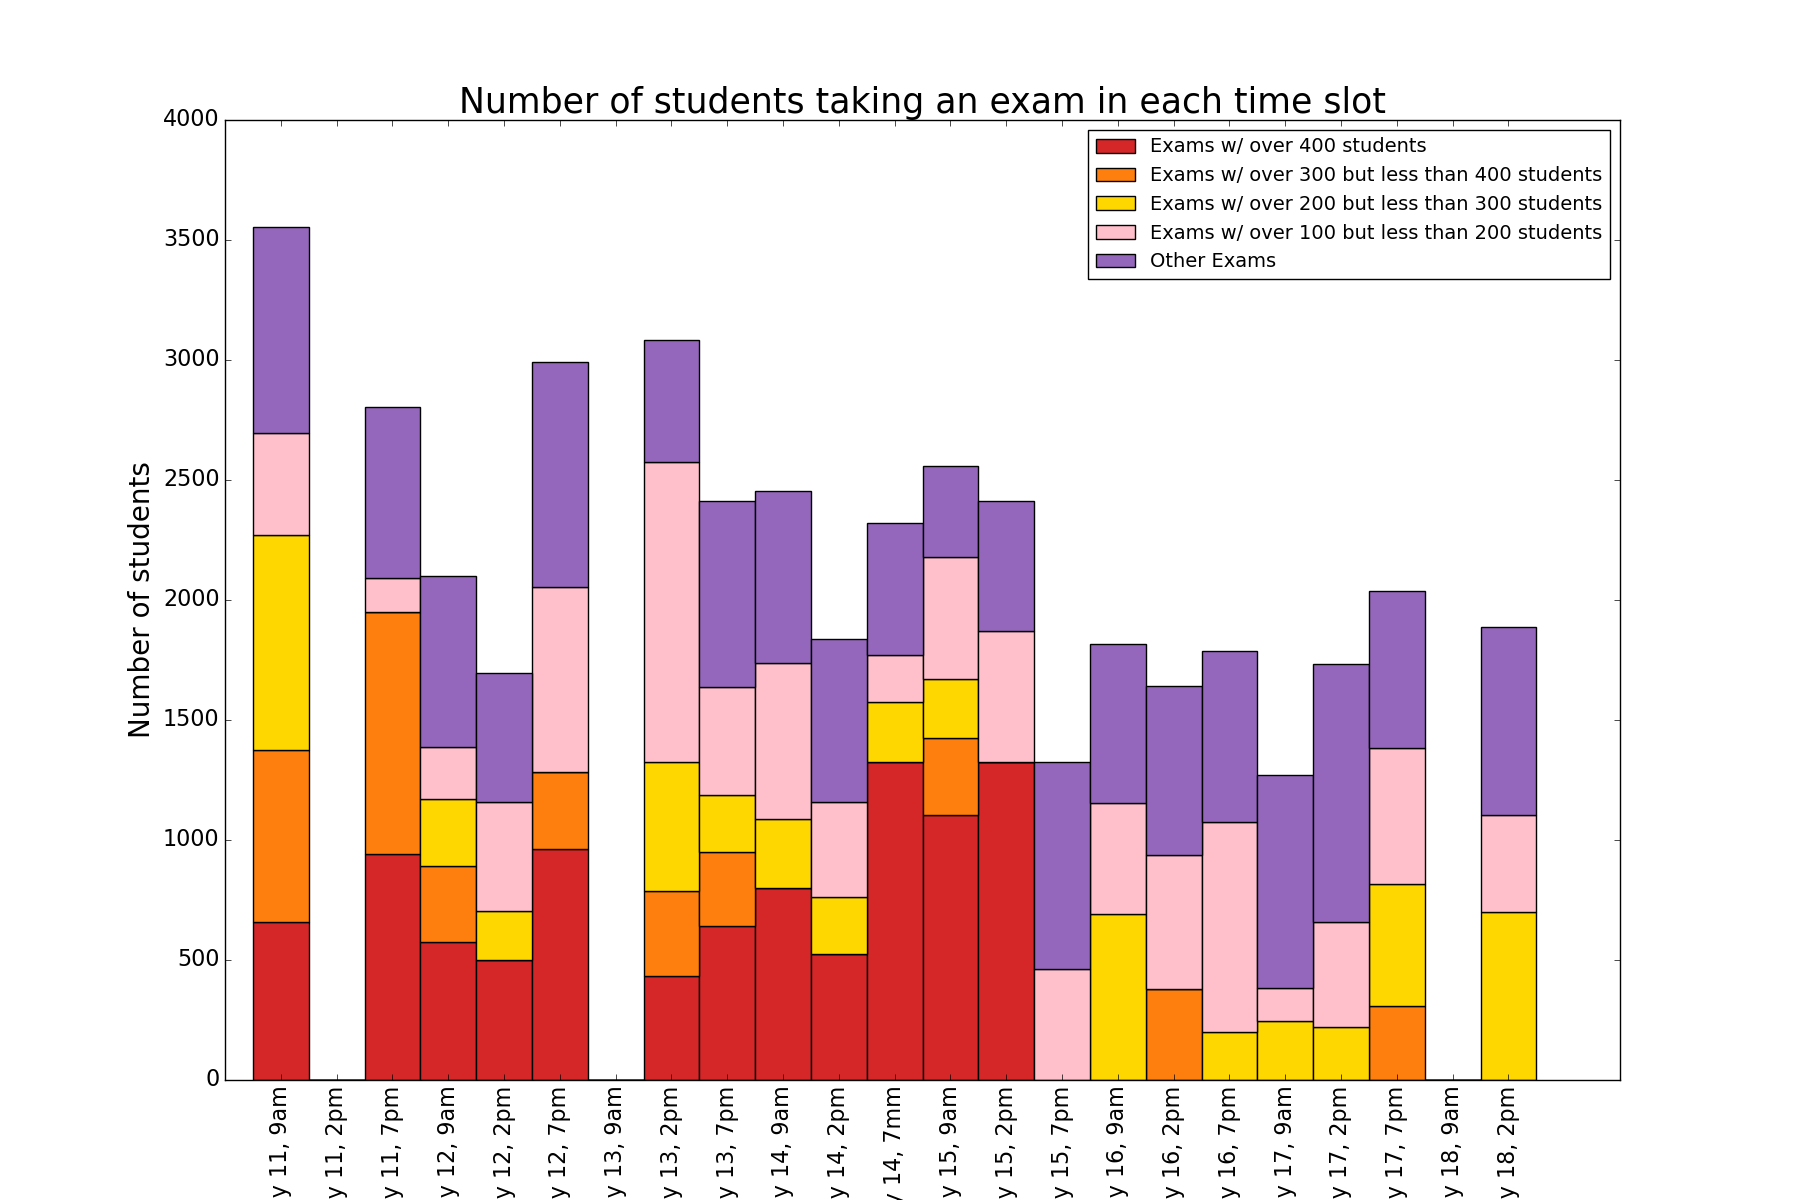 Number of students taking an exam in each time slot
Exams w/ over 400 students
Exams w/ over 300 but less than 400 students
Exams w/ over 200 but less than 300 students
Exams w/ over 100 but less than 200 students
Other Exams
Number of students
4000
3500
3000
2500
2000
1500
1000
500
0
y 11, 9am
y 11, 2pm
y 11, 7pm
y 12, 9am
y 12, 2pm
y 12, 7pm
y 13, 9am
y 13, 2pm
y 13, 7pm
y 14, 9am
y 14, 2pm
y 14, 7mm
y 15, 9am
y 15, 2pm
y 15, 7pm
y 16, 9am
y 16, 2pm
y 16, 7pm
y 17, 9am
y 17, 2pm
y 17, 7pm
y 18, 9am
y 18, 2pm